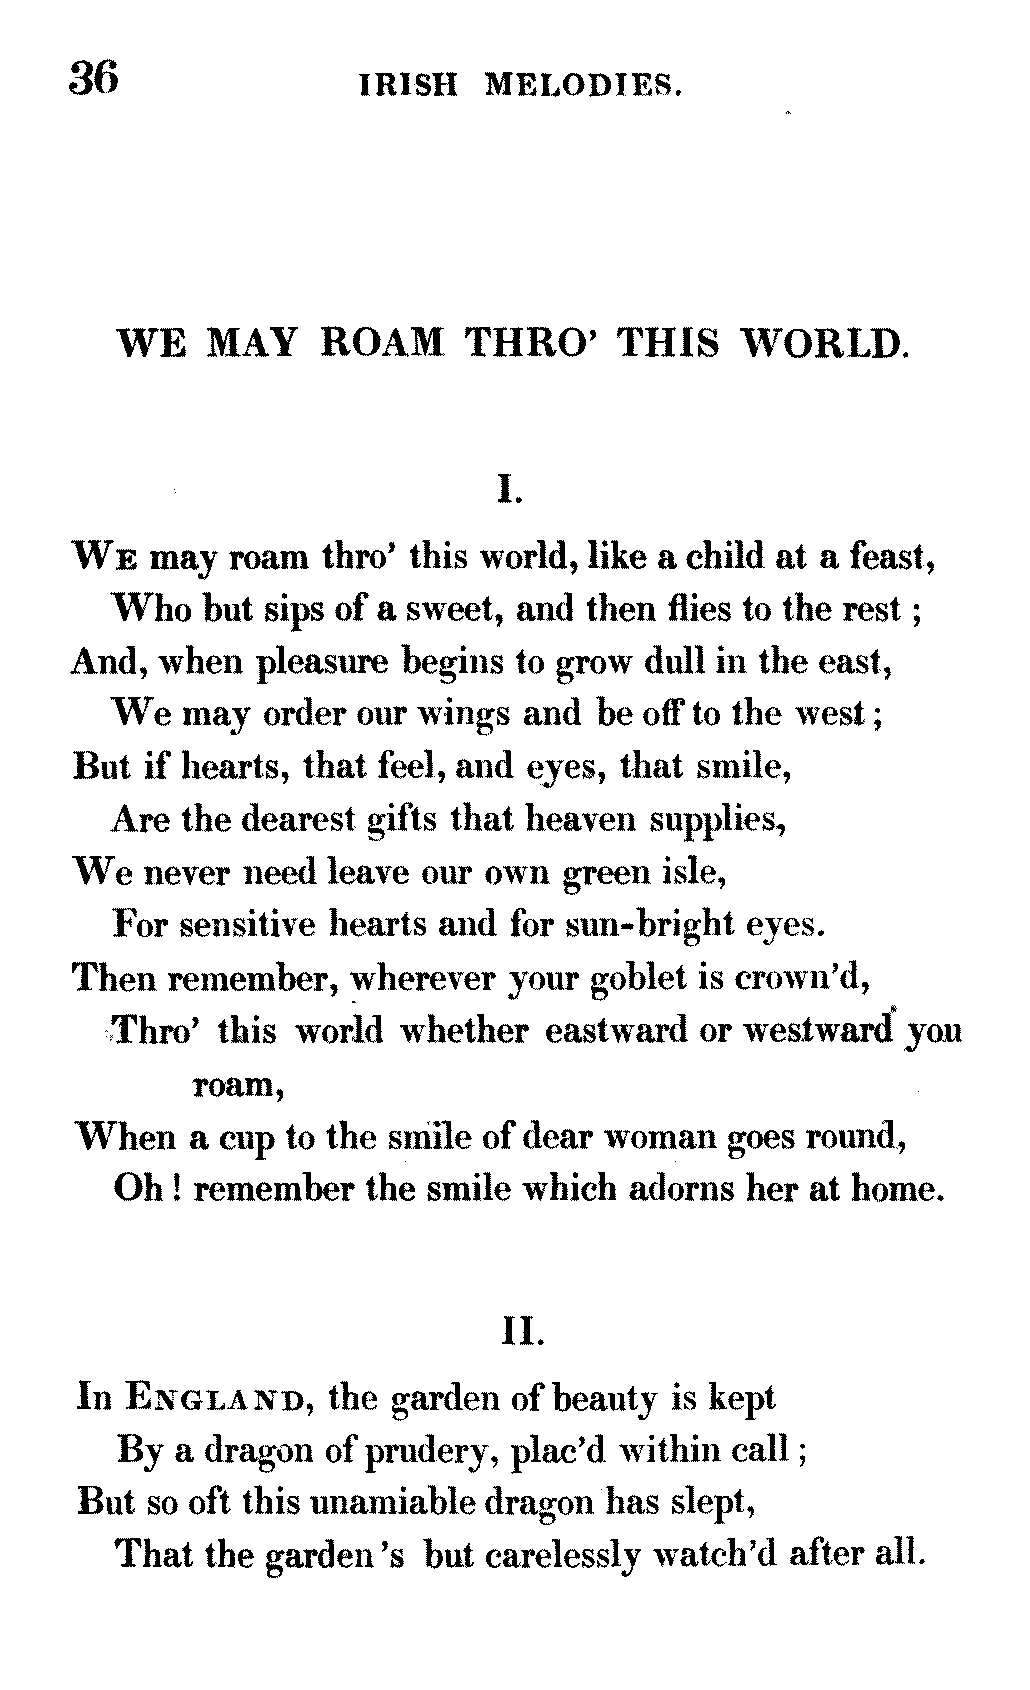 36 IRISH MELODIES.
WE MAY ROAM THRO' THIS WORLD.
I.
WE may roam thro' this world, like a child at a feast,
Who but sips of a sweet, and then flies to the rest ;
And, when pleasure begins to grow dull in the east,
We may order our wings and be off to the west ;
But if hearts, that feel, and eyes, that smile,
Are the dearest gifts that heaven supplies,
We never need leave our own green isle,
For sensitive hearts and for sun-bright eyes.
Then remember, wherever your goblet is crown'd,
Thro' this world whether eastward or westward you
roam,
When a cup to the smile of dear woman goes round,
Oh ! remember the smile which adorns her at home.
II.
In ENGLAND, the garden of beauty is kept
By a dragon of prudery, plac'd within call ;
But so oft this unamiable dragon has slept,
That the garden 's but carelessly watch'd after all.